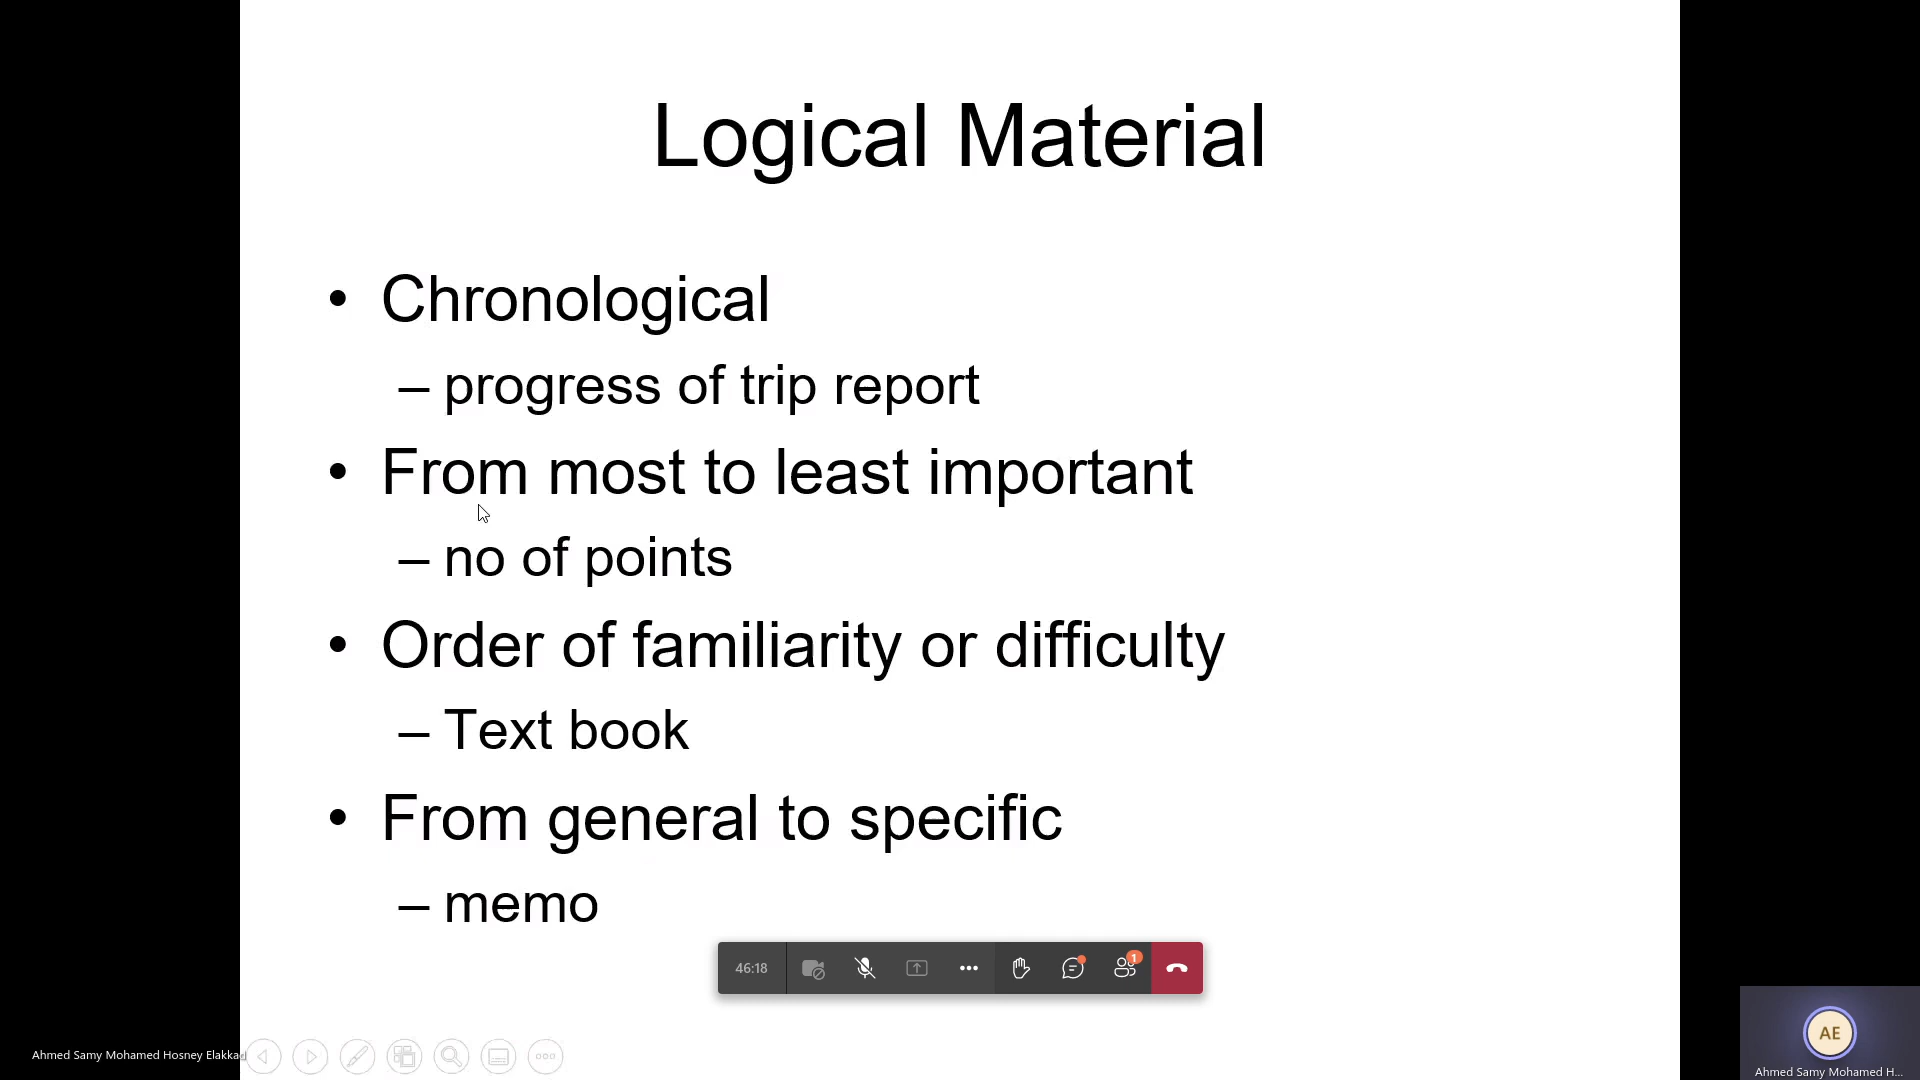 Logical Material
• Chronological
– progress of trip report
• From most to least important
– no of points
• Order of familiarity or difficulty
– Text book
• From general to specific
– memo
46:18
1
Ahmed Samy Mohamed Hosney Elakkad
AE
Ahmed Samy Mohamed H...